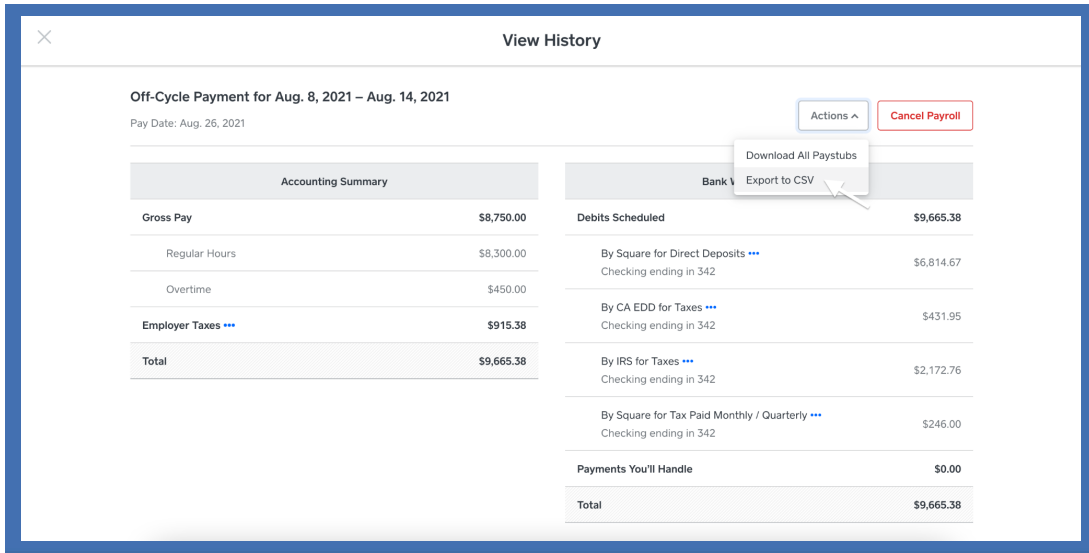 View History
Off-Cycle Payment for Aug. 8, 2021 – Aug. 14, 2021
Pay Date: Aug. 26, 2021
Actions
Cancel Payroll
Download All Paystubs
Export to CSV
Accounting Summary
Gross Pay $8,750.00
Regular Hours $8,300.00
Overtime $450.00
Employer Taxes ••• $915.38
Total $9,665.38
Bank
Debits Scheduled $9,665.38
By Square for Direct Deposits •••
Checking ending in 342
$6,814.67
By CA EDD for Taxes •••
Checking ending in 342
$431.95
By IRS for Taxes •••
Checking ending in 342
$2,172.76
By Square for Tax Paid Monthly / Quarterly •••
Checking ending in 342
$246.00
Payments You'll Handle $0.00
Total $9,665.38